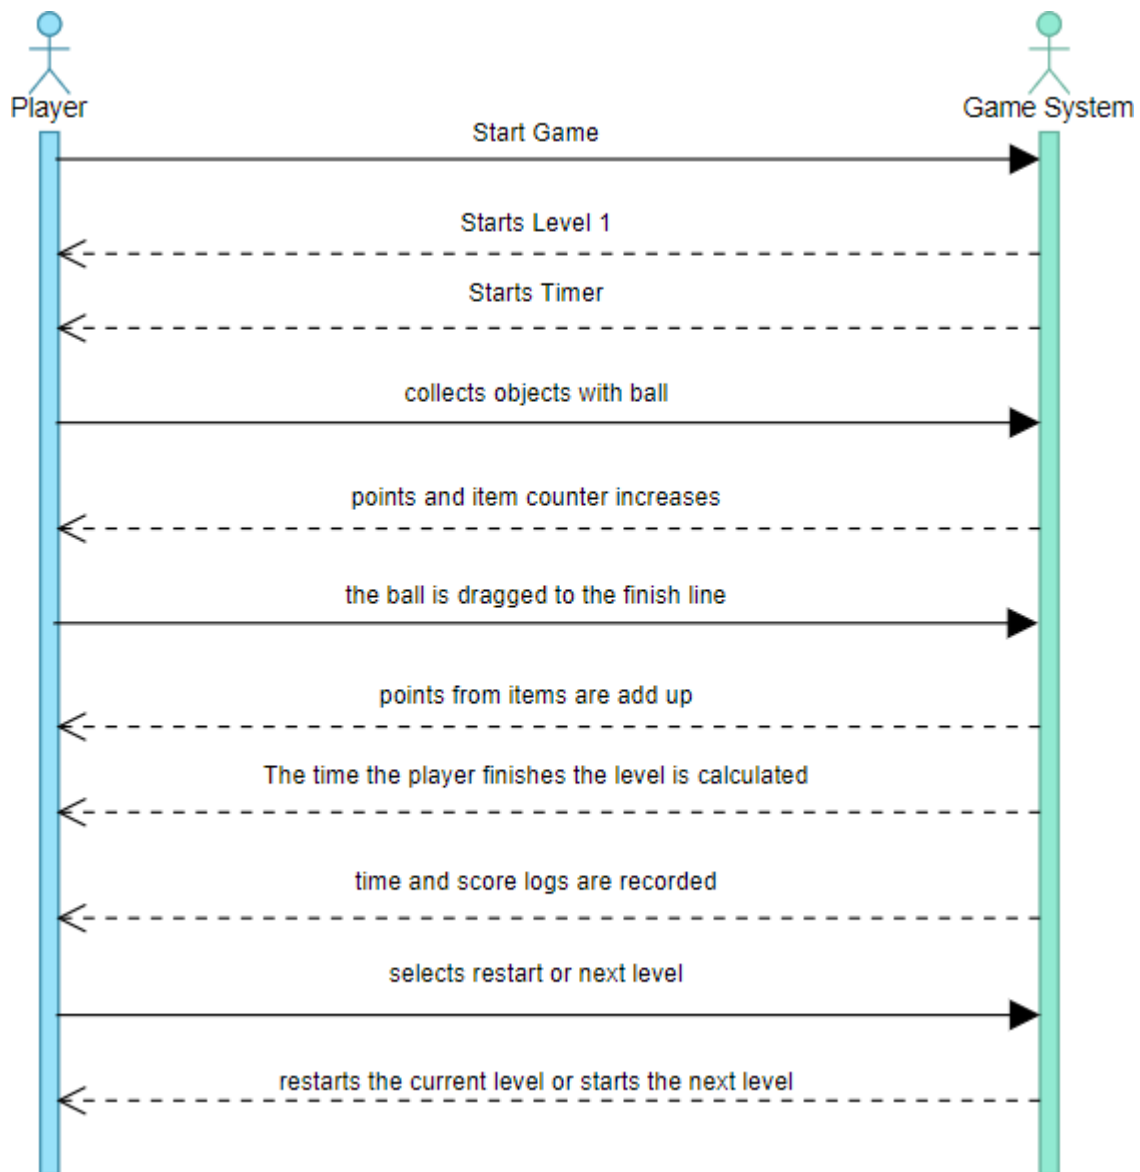 Player
Game System
Start Game
Starts Level 1
Starts Timer
collects objects with ball
points and item counter increases
the ball is dragged to the finish line
points from items are add up
The time the player finishes the level is calculated
time and score logs are recorded
selects restart or next level
restarts the current level or starts the next level